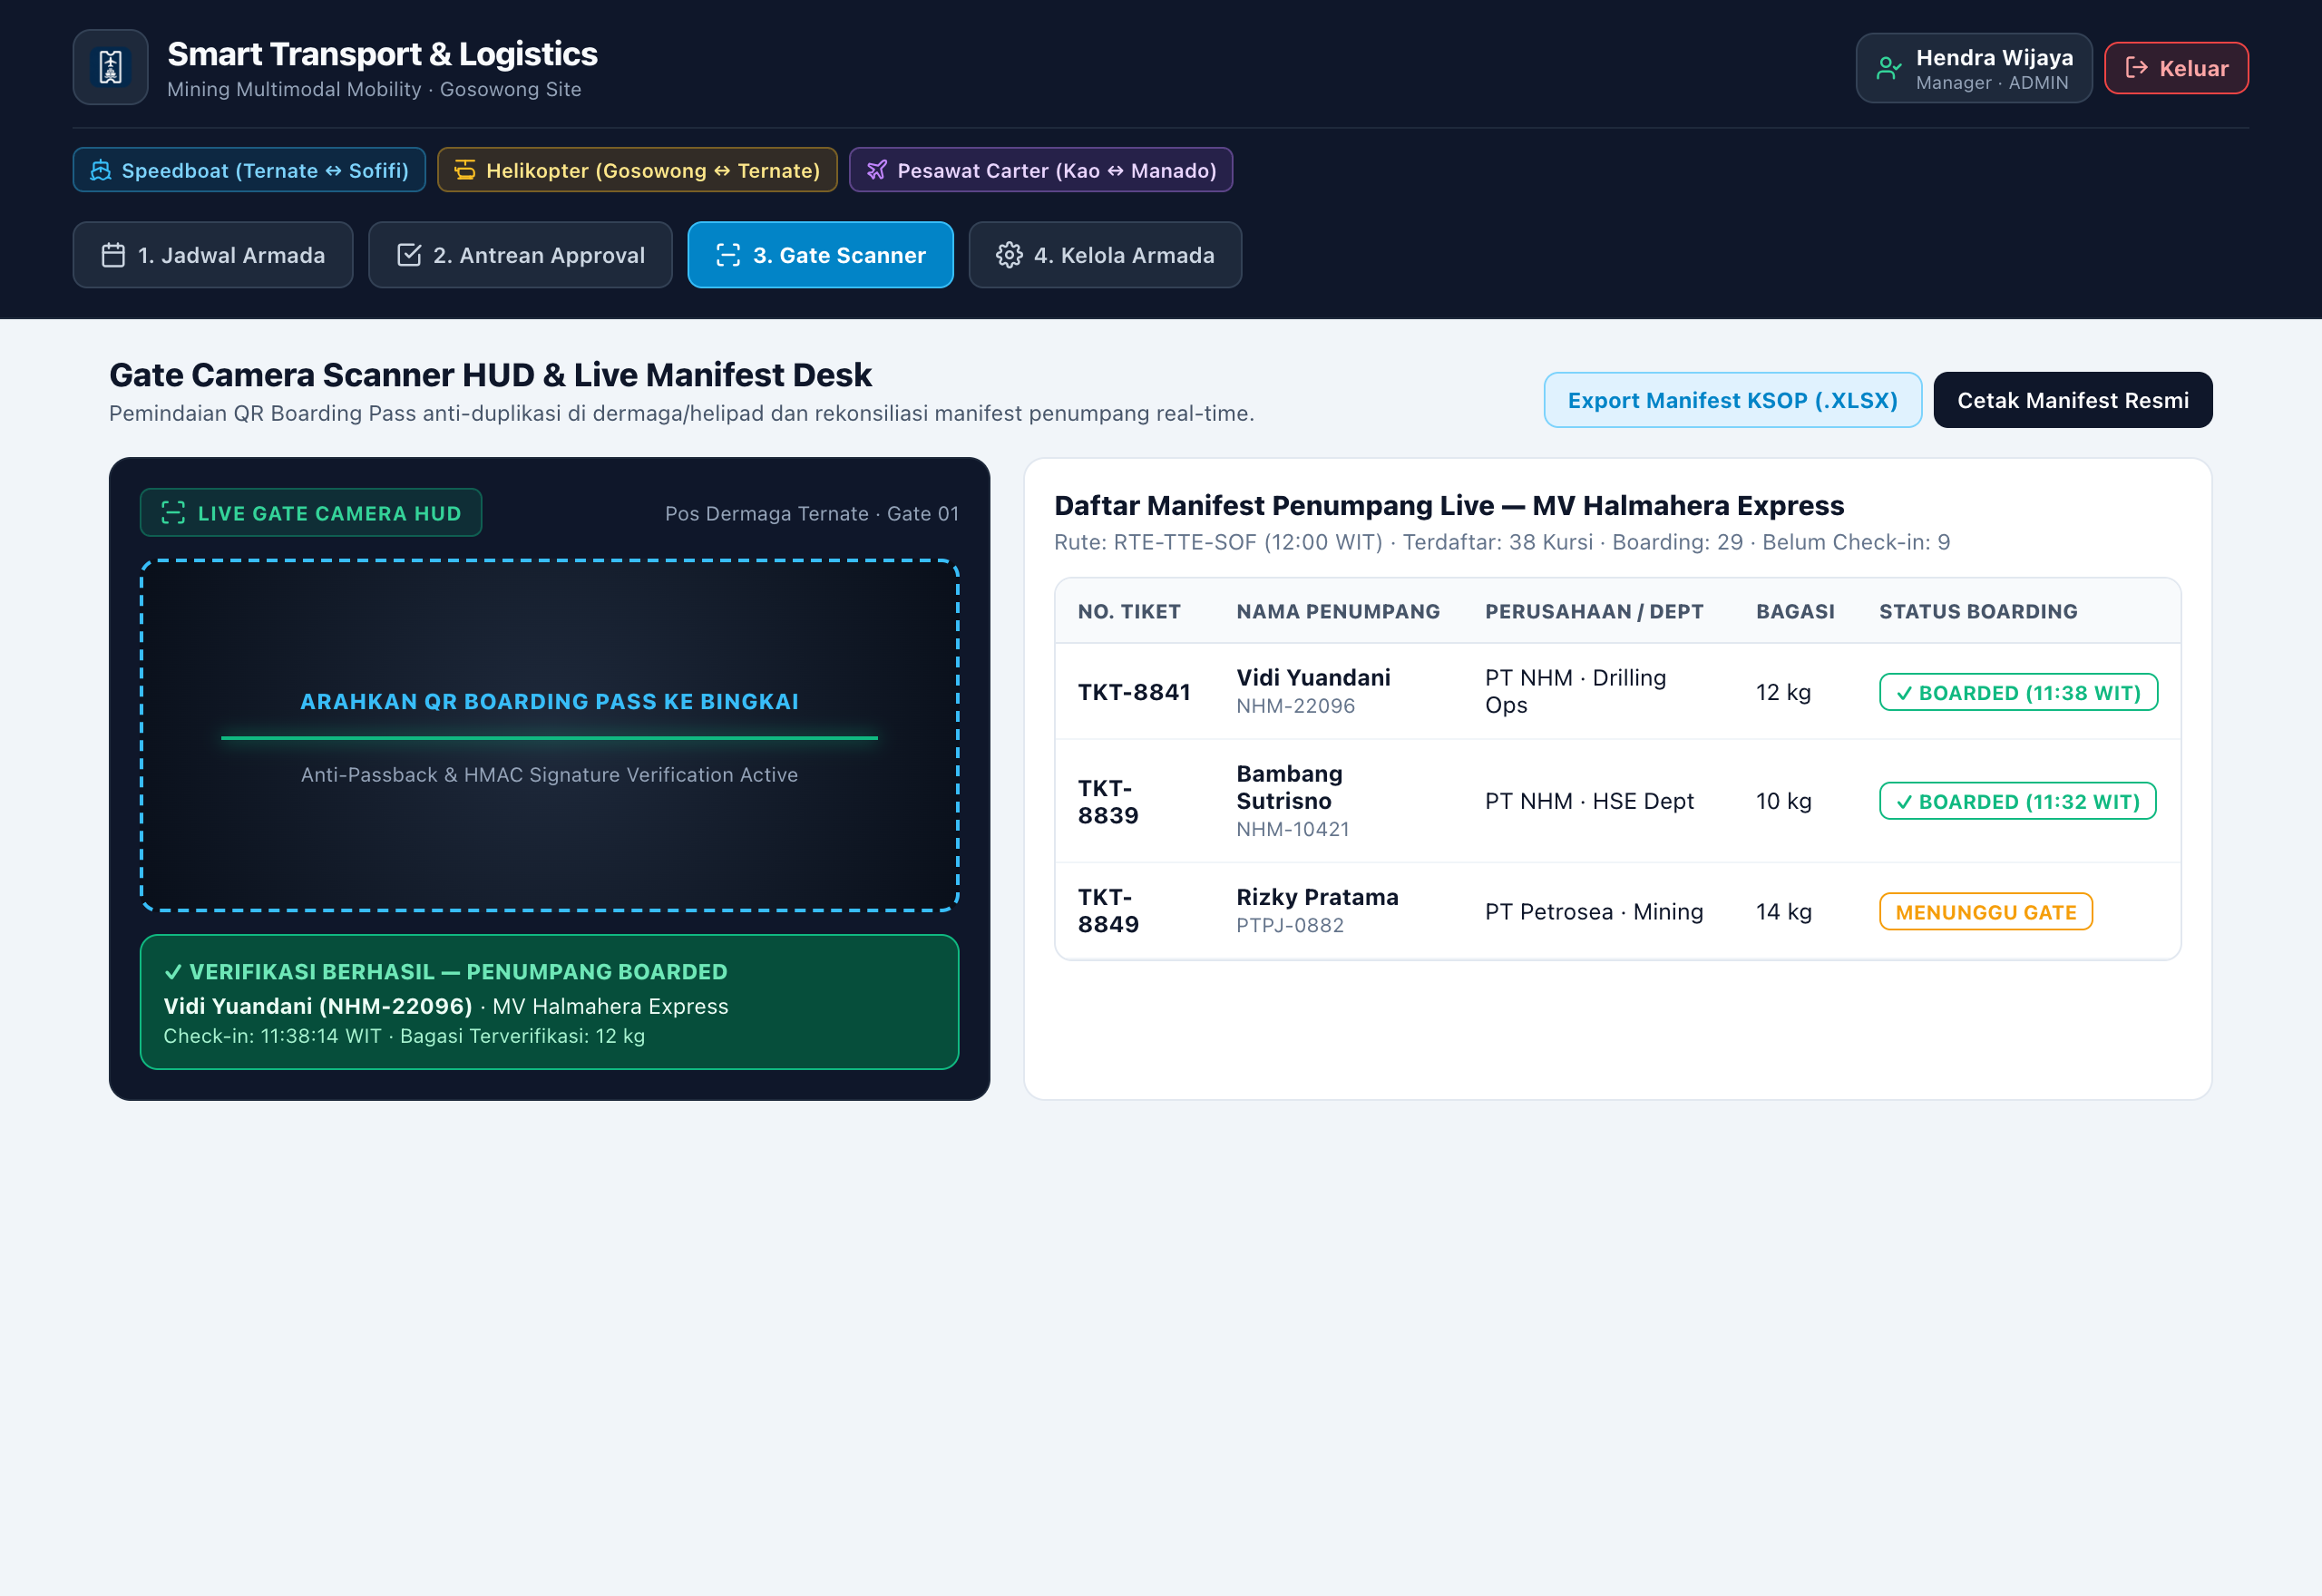 Smart Transport & Logistics
Mining Multimodal Mobility · Gosowong Site
Hendra Wijaya
Manager · ADMIN
Keluar
Speedboat (Ternate ↔ Sofifi)
Helikopter (Gosowong ↔ Ternate)
Pesawat Carter (Kao ↔ Manado)
1. Jadwal Armada
2. Antrean Approval
3. Gate Scanner
4. Kelola Armada
Gate Camera Scanner HUD & Live Manifest Desk
Pemindaian QR Boarding Pass anti-duplikasi di dermaga/helipad dan rekonsiliasi manifest penumpang real-time.
Export Manifest KSOP (.XLSX)
Cetak Manifest Resmi
LIVE GATE CAMERA HUD
Pos Dermaga Ternate · Gate 01
ARAHKAN QR BOARDING PASS KE BINGKAI
Anti-Passback & HMAC Signature Verification Active
✓ VERIFIKASI BERHASIL — PENUMPANG BOARDED
Vidi Yuandani (NHM-22096) · MV Halmahera Express
Check-in: 11:38:14 WIT · Bagasi Terverifikasi: 12 kg
Daftar Manifest Penumpang Live — MV Halmahera Express
Rute: RTE-TTE-SOF (12:00 WIT) · Terdaftar: 38 Kursi · Boarding: 29 · Belum Check-in: 9
NO. TIKET NAMA PENUMPANG PERUSAHAAN / DEPT BAGASI STATUS BOARDING
TKT-8841
Vidi Yuandani
NHM-22096
PT NHM · Drilling
Ops
12 kg
✓ BOARDED (11:38 WIT)
TKT-
8839
Bambang
Sutrisno
NHM-10421
PT NHM · HSE Dept
10 kg
✓ BOARDED (11:32 WIT)
TKT-
8849
Rizky Pratama
PTPJ-0882
PT Petrosea · Mining
14 kg
MENUNGGU GATE